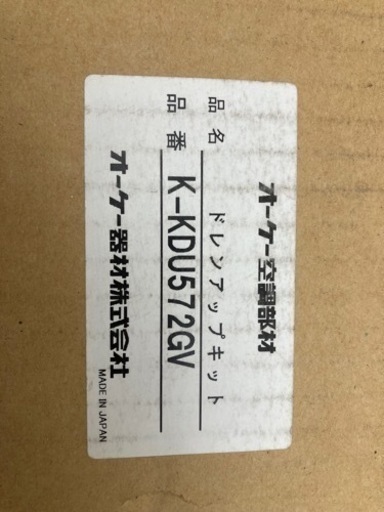 オーケー空調部材
品名 ドレンアップキット
品番 K-KDU572GV
オーケー器材株式会社
MADE IN JAPAN